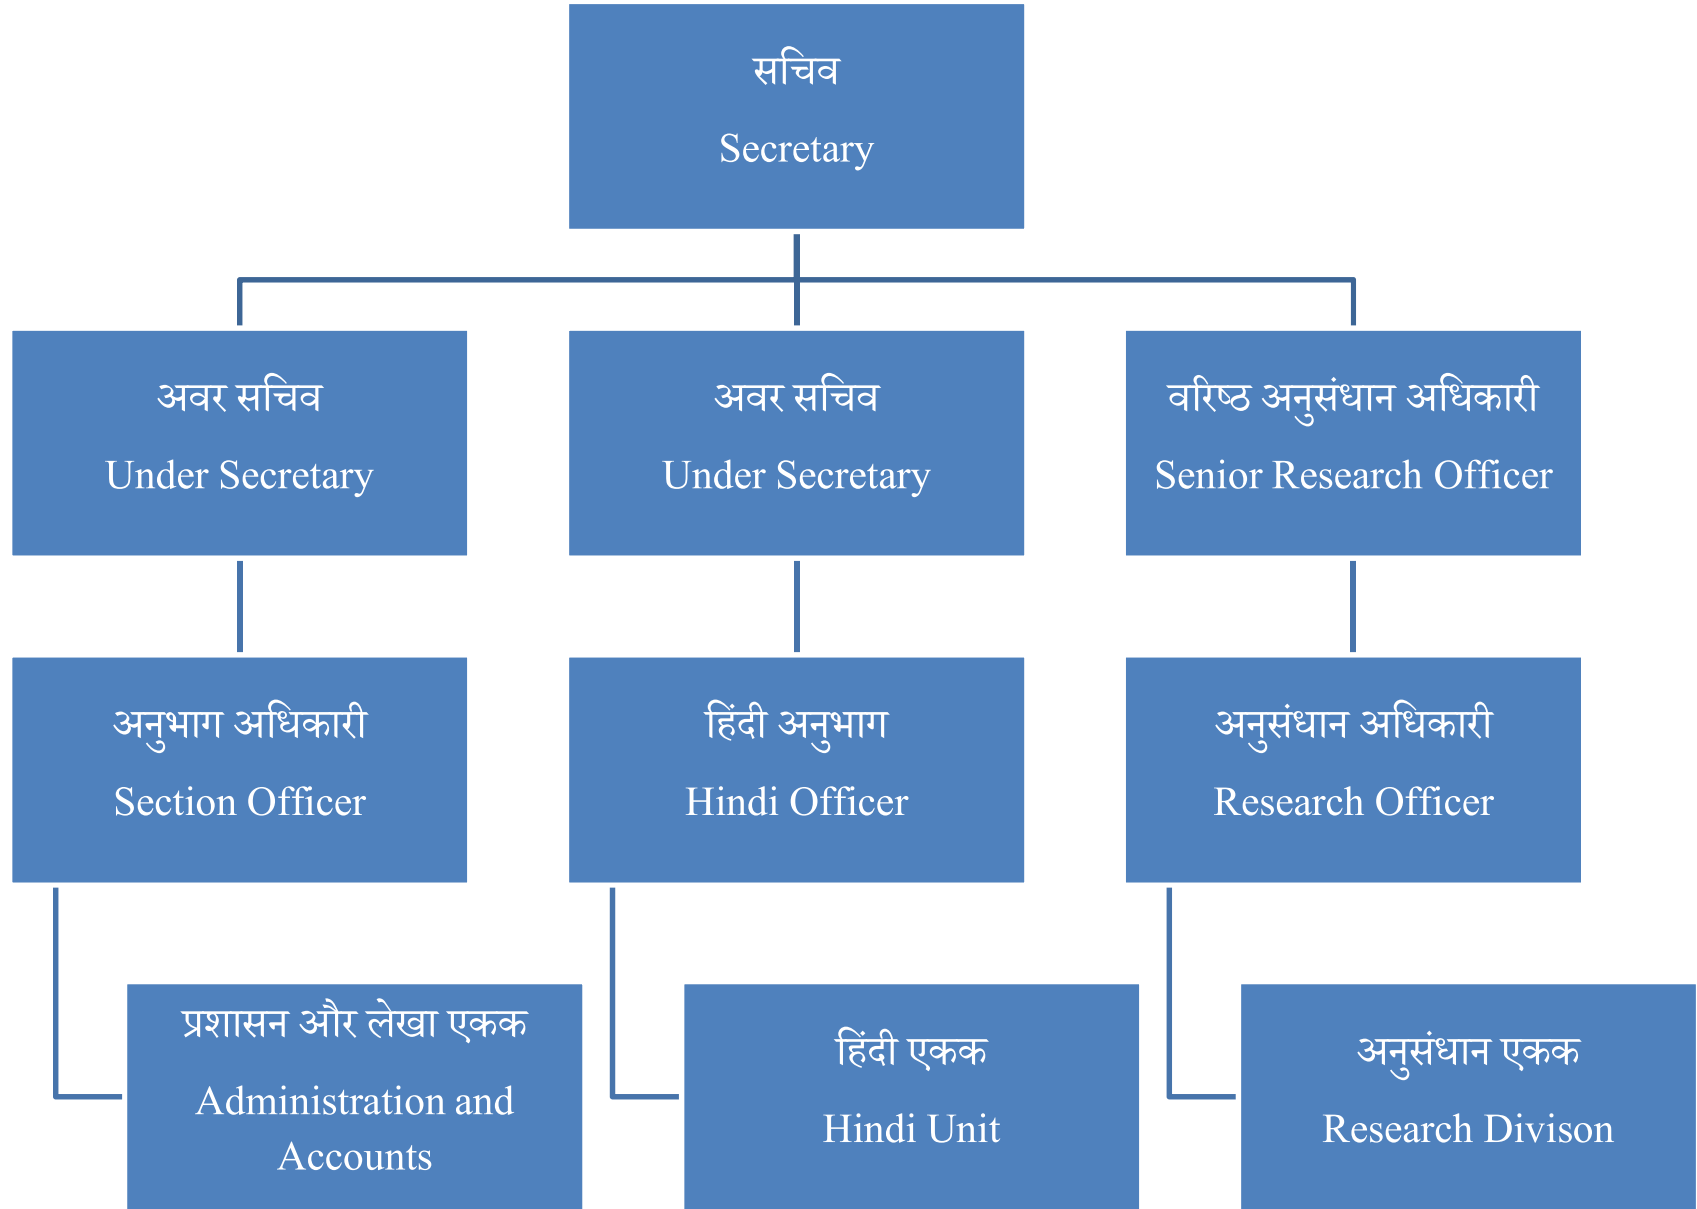 सचिव
Secretary
अवर सचिव
Under Secretary
अवर सचिव
Under Secretary
वरिष्ठ अनुसंधान अधिकारी
Senior Research Officer
अनुभाग अधिकारी
Section Officer
हिंदी अनुभाग
Hindi Officer
अनुसंधान अधिकारी
Research Officer
प्रशासन और लेखा एकक
Administration and
Accounts
हिंदी एकक
Hindi Unit
अनुसंधान एकक
Research Divison